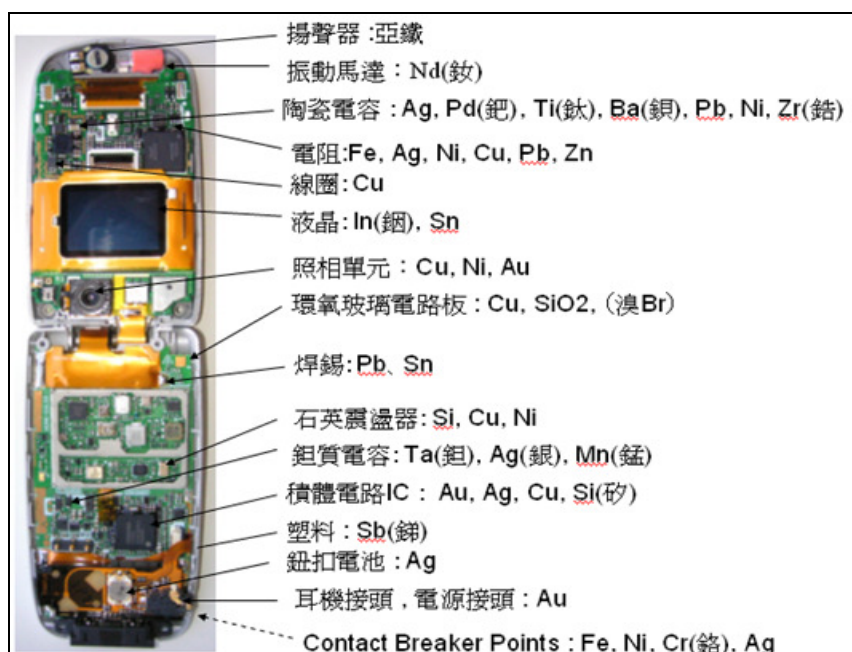 揚聲器:亞鐵
振動馬達：Nd(釹)
陶瓷電容 : Ag, Pd(鈀), Ti(鈦), Ba(鋇), Pb, Ni, Zr(鋯)
電阻:Fe, Ag, Ni, Cu, Pb, Zn
線圈: Cu
液晶: In(銦), Sn
照相單元： Cu, Ni, Au
環氧玻璃電路板 : Cu, SiO2, （溴Br）
焊錫: Pb、Sn
石英震盪器: Si, Cu, Ni
鉭質電容: Ta(鉭), Ag(銀), Mn(錳)
積體電路IC： Au, Ag, Cu, Si(矽)
塑料 : Sb(銻)
鈕扣電池 : Ag
耳機接頭 , 電源接頭 : Au
Contact Breaker Points : Fe, Ni, Cr(鉻), Ag